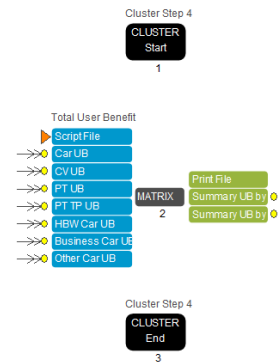 Cluster Step 4
CLUSTER
Start
1
Total User Benefit
Script File
Car UB
CV UB
PT UB
PT TP UB
HBW Car UB
Business Car UE
Other Car UB
MATRIX
2
Print File
Summary UB by
Summary UB by
Cluster Step 4
CLUSTER
End
3